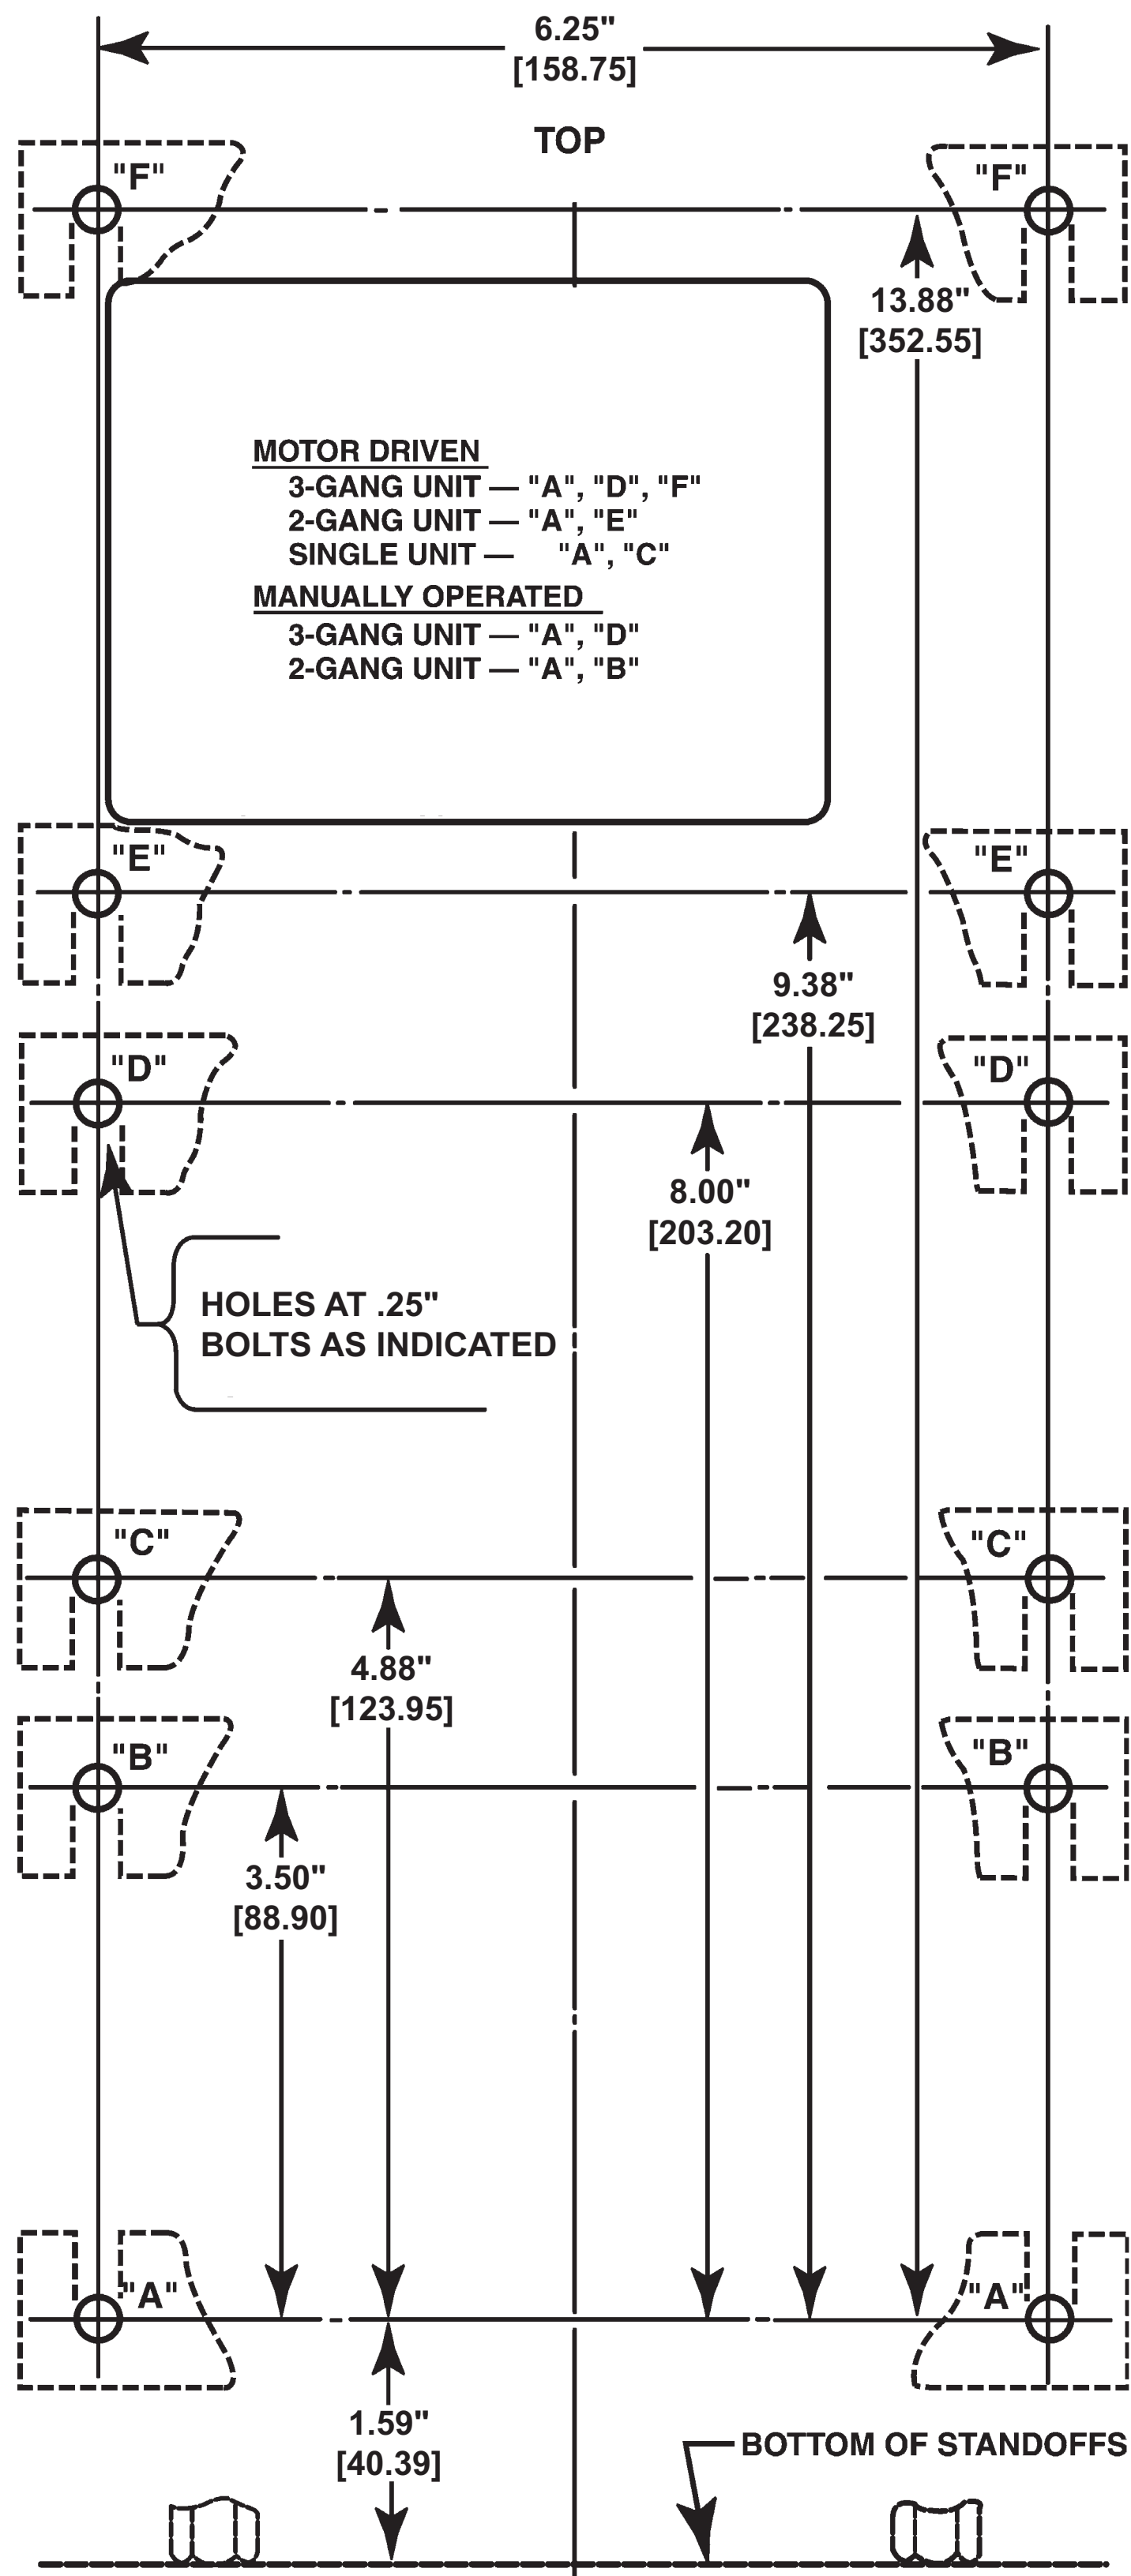 6.25"
[158.75]
TOP
"F"
"F"
13.88"
[352.55]
MOTOR DRIVEN
3-GANG UNIT — "A", "D", "F"
2-GANG UNIT — "A", "E"
SINGLE UNIT — "A", "C"
MANUALLY OPERATED
3-GANG UNIT — "A", "D"
2-GANG UNIT — "A", "B"
"E"
"E"
9.38"
[238.25]
"D"
"D"
8.00"
[203.20]
HOLES AT .25"
BOLTS AS INDICATED
"C"
"C"
4.88"
[123.95]
"B"
"B"
3.50"
[88.90]
"A"
"A"
1.59"
[40.39]
BOTTOM OF STANDOFFS